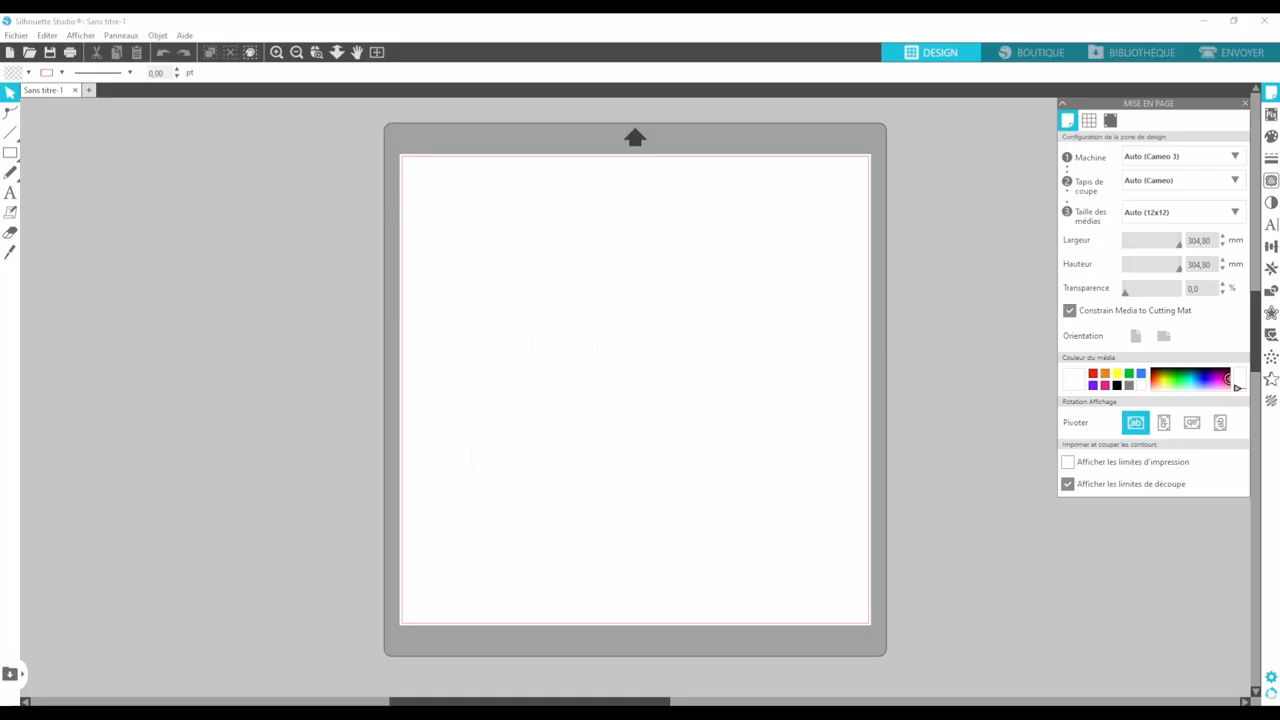 Silhouette Studio®: Sans titre-1
Fichier Editer Afficher Panneaux Objet Aide
DESIGN BOUTIQUE BIBLIOTHÈQUE ENVOYER
0,00 pt
Sans titre-1 × +
MISE EN PAGE
Configuration de la zone de design
1 Machine Auto (Cameo 3)
2 Tapis de coupe Auto (Cameo)
3 Taille des médias Auto (12x12)
Largeur 304,80 mm
Hauteur 304,80 mm
Transparence 0,0 %
Constrain Media to Cutting Mat
Orientation
Couleur du média
Rotation Affichage
Pivoter ab
Imprimer et couper les contours
Afficher les limites d'impression
Afficher les limites de découpe